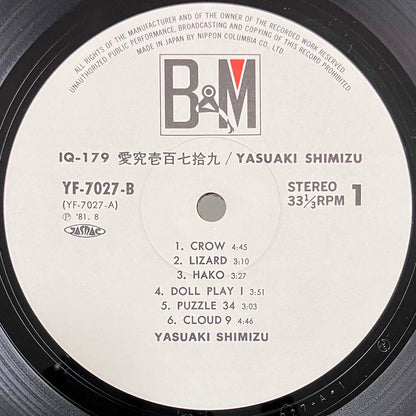 ALL RIGHTS OF THE MANUFACTURER AND OF THE OWNER OF THE RECORDED WORK RESERVED.
UNAUTHORIZED PUBLIC PERFORMANCE, BROADCASTING AND COPYING OF THIS RECORD PROHIBITED
MADE IN JAPAN BY NIPPON COLUMBIA CO., LTD.
B&M
IQ-179 愛究壱百七拾九/YASUAKI SHIMIZU
YF-7027-B
(YF-7027-A)
Ⓟ '81. 8
JASRAC
STEREO
33⅓RPM 1
1. CROW 4:45
2. LIZARD 3:10
3. HAKO 3:27
4. DOLL PLAY I 3:51
5. PUZZLE 34 3:03
6. CLOUD 9 4:46
YASUAKI SHIMIZU